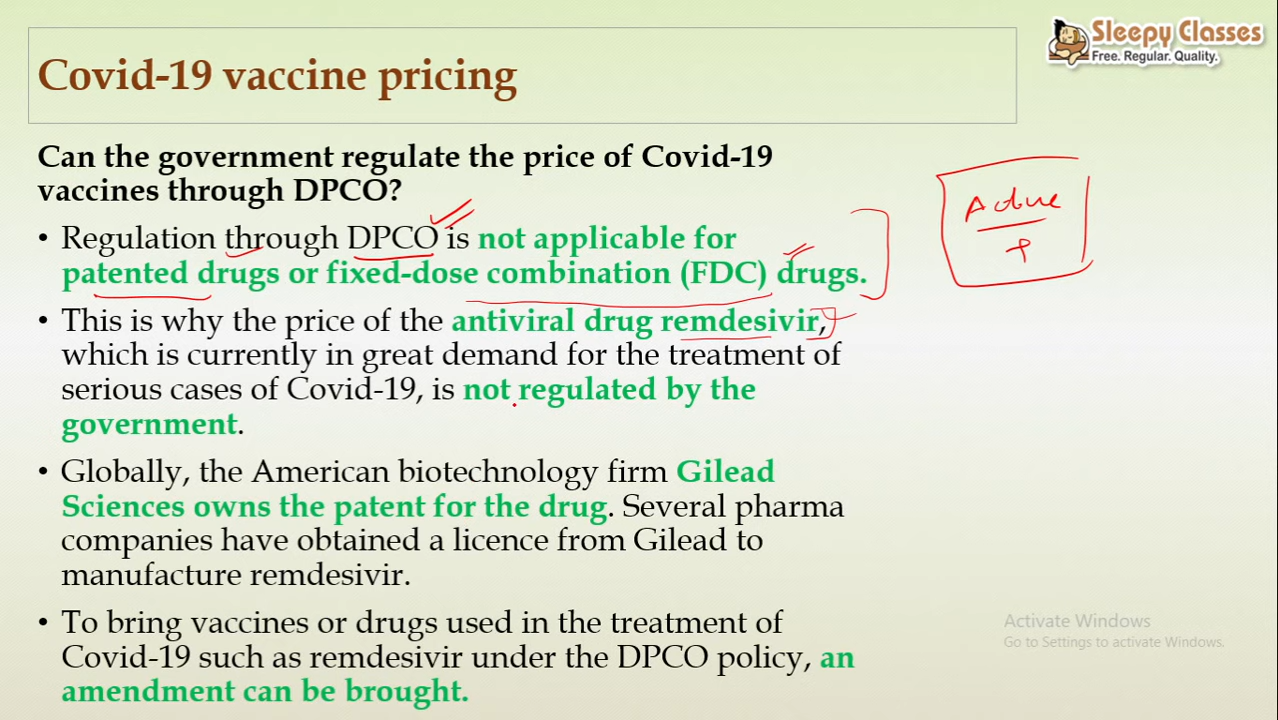 Sleepy Classes
Free. Regular. Quality.
Covid-19 vaccine pricing
Can the government regulate the price of Covid-19
vaccines through DPCO?
• Regulation through DPCO is not applicable for
patented drugs or fixed-dose combination (FDC) drugs.
• This is why the price of the antiviral drug remdesivir,
which is currently in great demand for the treatment of
serious cases of Covid-19, is not regulated by the
government.
• Globally, the American biotechnology firm Gilead
Sciences owns the patent for the drug. Several pharma
companies have obtained a licence from Gilead to
manufacture remdesivir.
• To bring vaccines or drugs used in the treatment of
Covid-19 such as remdesivir under the DPCO policy, an
amendment can be brought.
Activate Windows
Go to Settings to activate Windows.